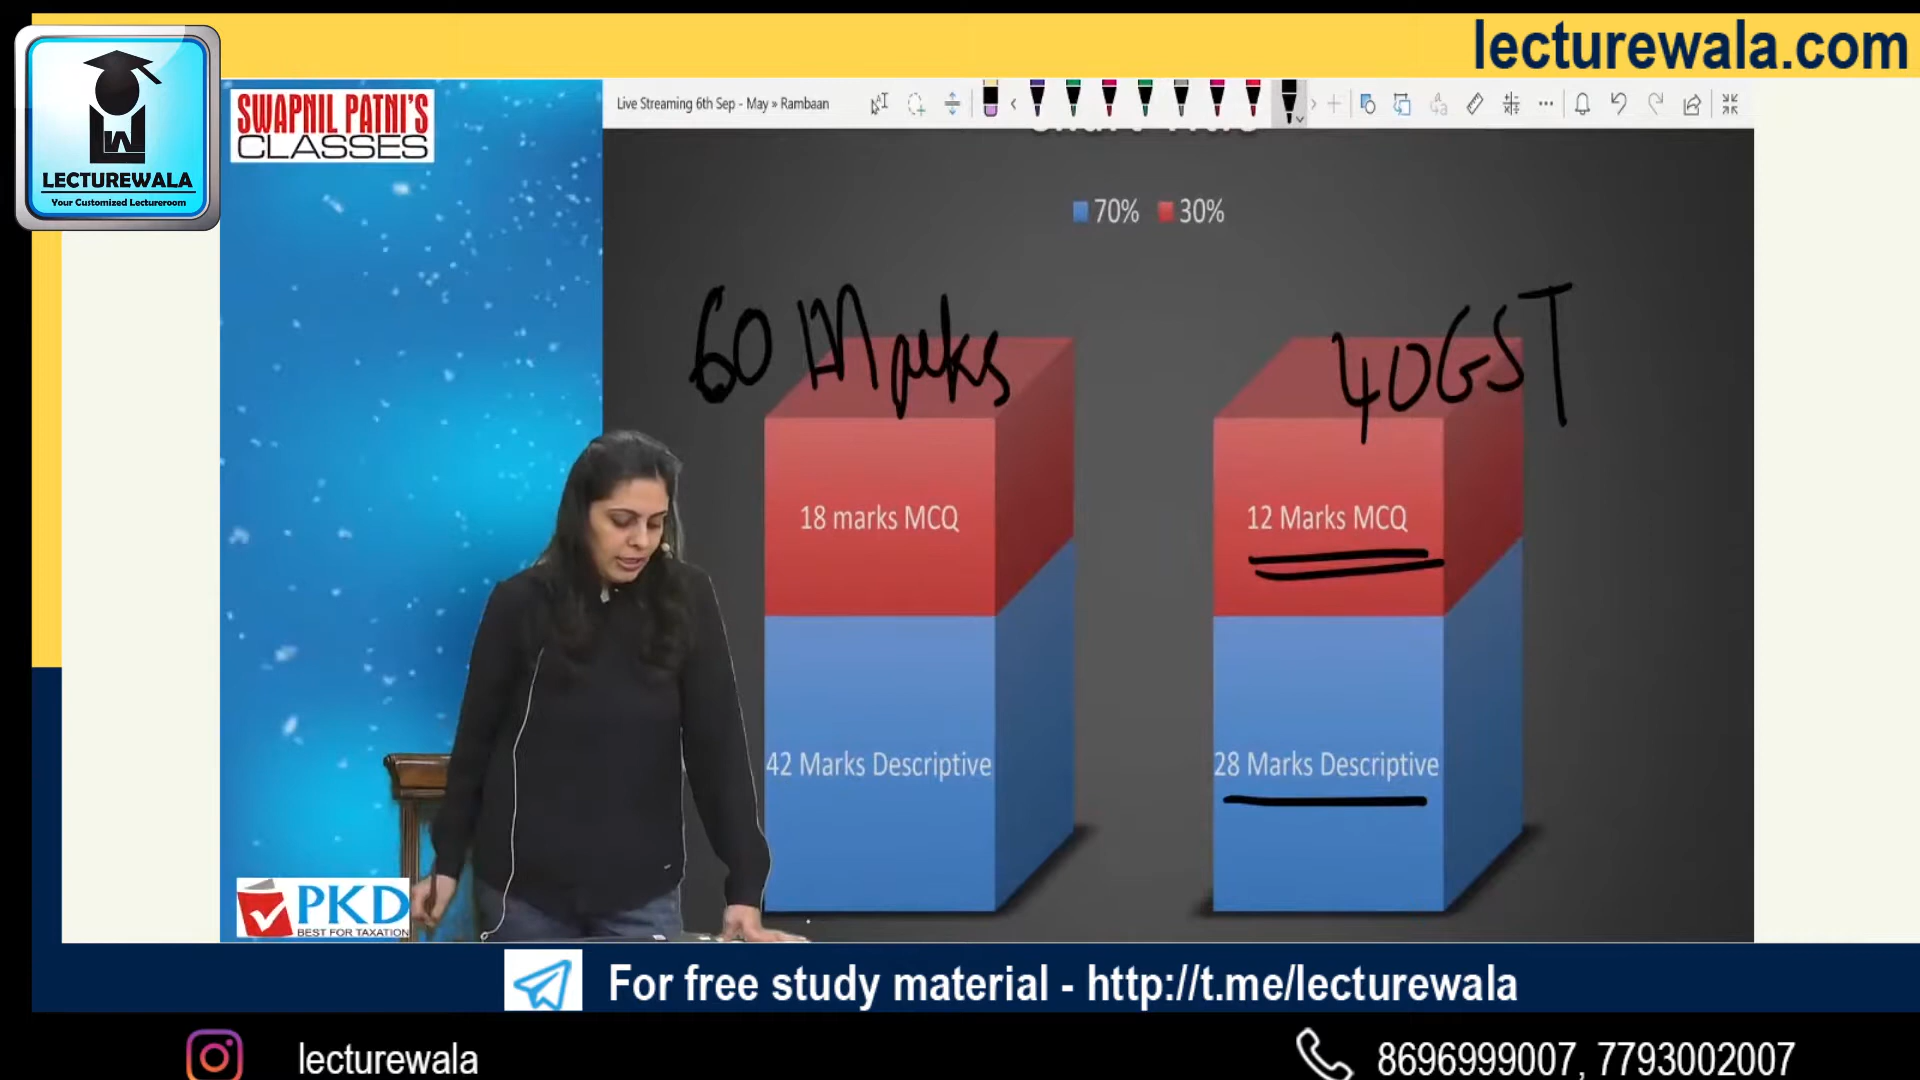 lecturewala.com
LW
LECTUREWALA
Your Customized Lectureroom
SWAPNIL PATNI'S
CLASSES
Live Streaming 6th Sep - May » Rambaan
70% 30%
60 Marks
40 GST
18 marks MCQ
12 Marks MCQ
42 Marks Descriptive
28 Marks Descriptive
PKD
BEST FOR TAXATION
For free study material - http://t.me/lecturewala
lecturewala
8696999007, 7793002007